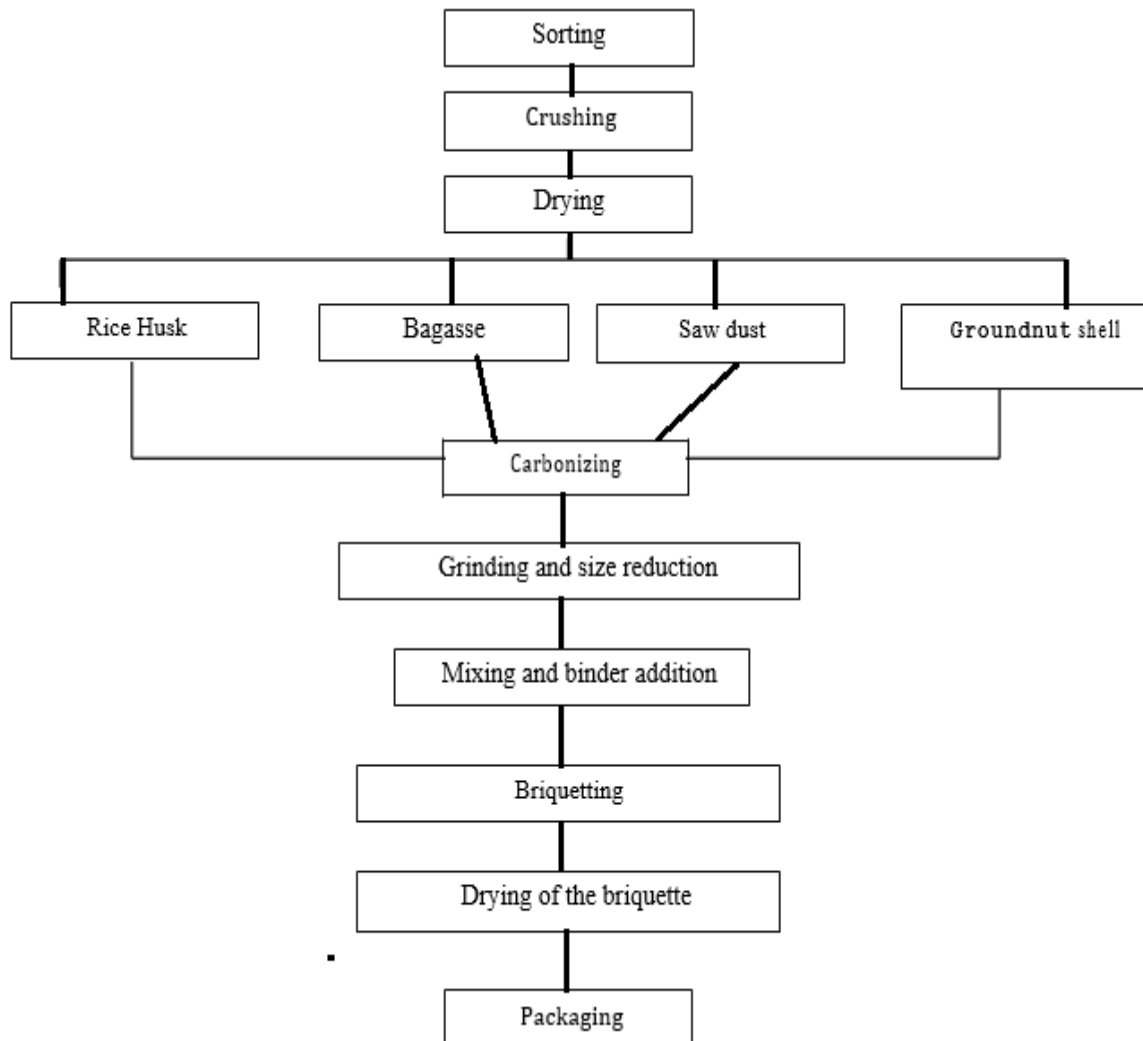 Sorting
Crushing
Drying
Rice Husk
Bagasse
Saw dust
Groundnut shell
Carbonizing
Grinding and size reduction
Mixing and binder addition
Briquetting
Drying of the briquette
Packaging